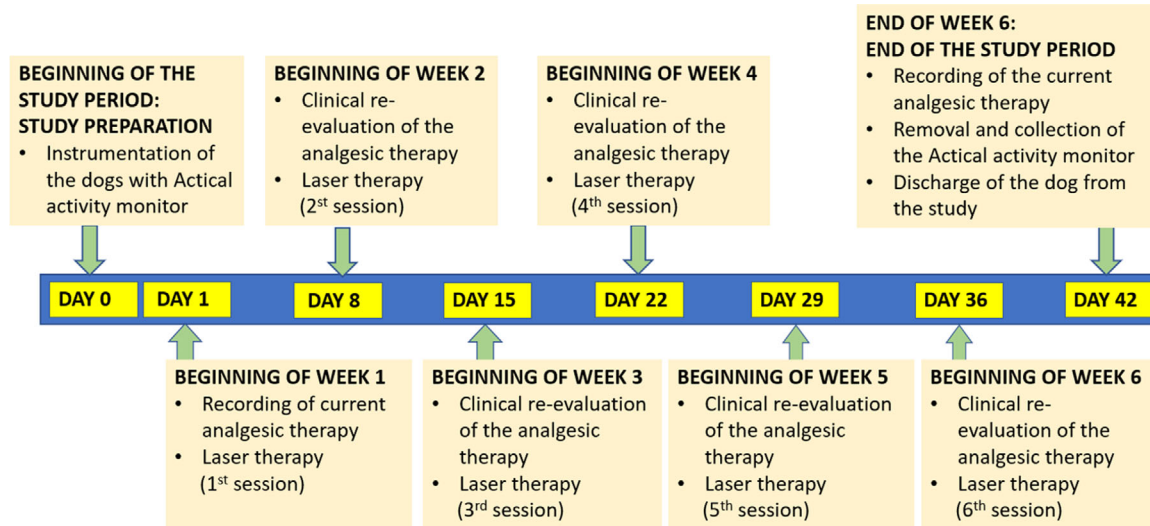 BEGINNING OF THE
STUDY PERIOD:
STUDY PREPARATION
• Instrumentation of
the dogs with Actical
activity monitor
BEGINNING OF WEEK 2
• Clinical re-
evaluation of the
analgesic therapy
• Laser therapy
(2st session)
BEGINNING OF WEEK 4
• Clinical re-
evaluation of the
analgesic therapy
• Laser therapy
(4th session)
END OF WEEK 6:
END OF THE STUDY PERIOD
• Recording of the current
analgesic therapy
• Removal and collection of
the Actical activity monitor
• Discharge of the dog from
the study
DAY 0 DAY 1 DAY 8 DAY 15 DAY 22 DAY 29 DAY 36 DAY 42
BEGINNING OF WEEK 1
• Recording of current
analgesic therapy
• Laser therapy
(1st session)
BEGINNING OF WEEK 3
• Clinical re-evaluation
of the analgesic
therapy
• Laser therapy
(3rd session)
BEGINNING OF WEEK 5
• Clinical re-evaluation
of the analgesic
therapy
• Laser therapy
(5th session)
BEGINNING OF WEEK 6
• Clinical re-
evaluation of the
analgesic therapy
• Laser therapy
(6th session)